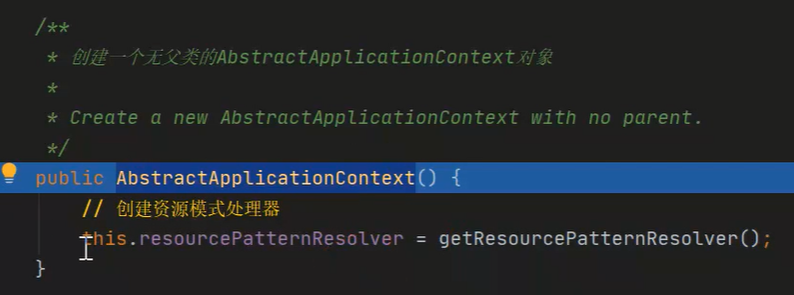 /**
* 创建一个无父类的AbstractApplicationContext对象
*
* Create a new AbstractApplicationContext with no parent.
*/
public AbstractApplicationContext() {
// 创建资源模式处理器
this.resourcePatternResolver = getResourcePatternResolver();
}